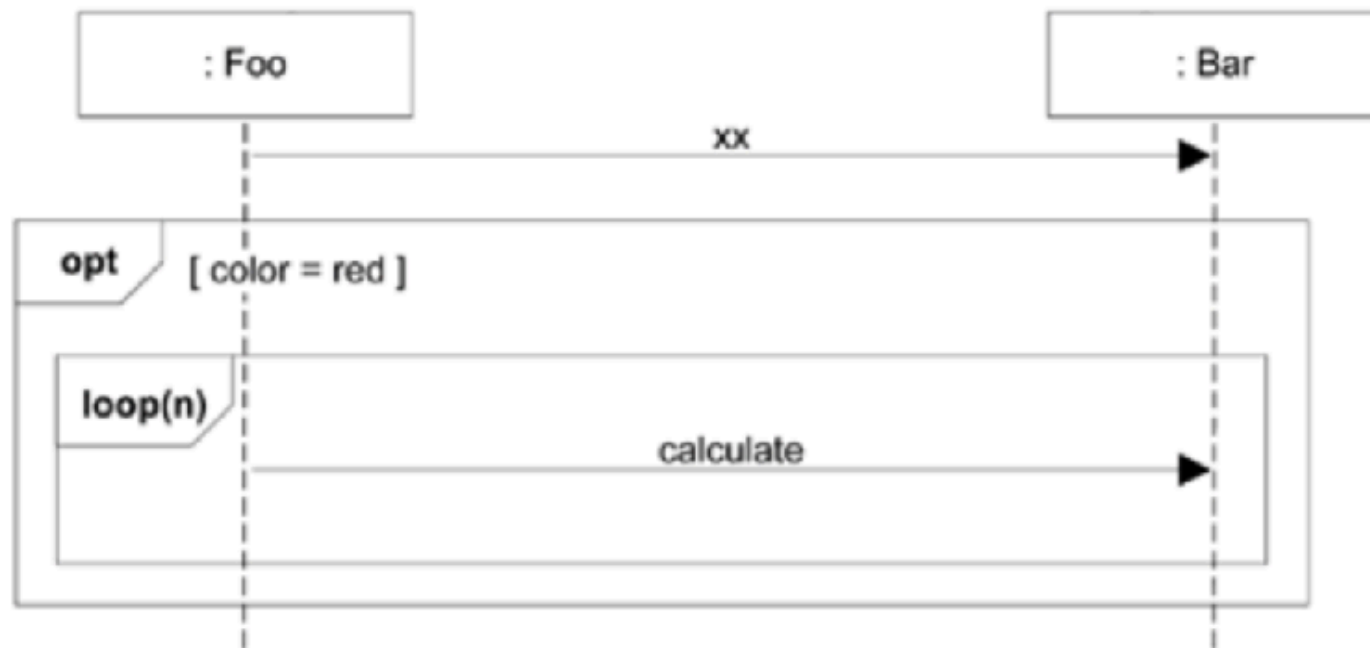 : Foo
: Bar
xx
opt
[ color = red ]
loop(n)
calculate